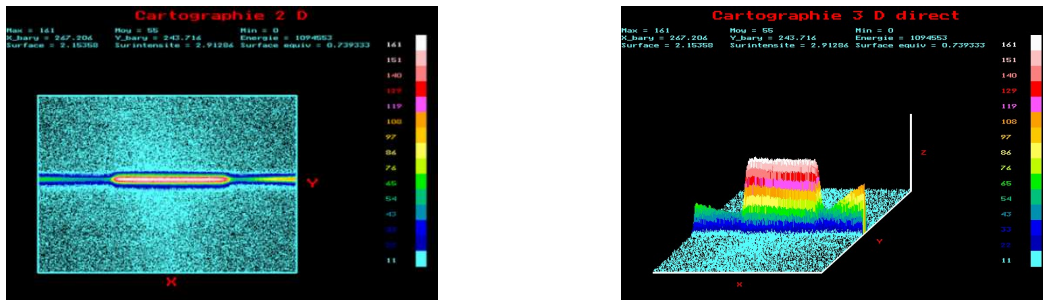 Cartographie 2 D
Max = 161 Moy = 55 Min = 0
X_bary = 267.206 Y_bary = 243.716 Energie = 1094553
Surface = 2.15358 Surintensite = 2.91286 Surface equiv = 0.739333
161
151
140
129
119
108
97
86
76
65
54
43
11
Y
X
Cartographie 3 D direct
Max = 161 Moy = 55 Min = 0
X_bary = 267.206 Y_bary = 243.716 Energie = 1094553
Surface = 2.15358 Surintensite = 2.91286 Surface equiv = 0.739333
161
151
140
129
119
108
97
86
76
65
54
43
11
Z
Y
X